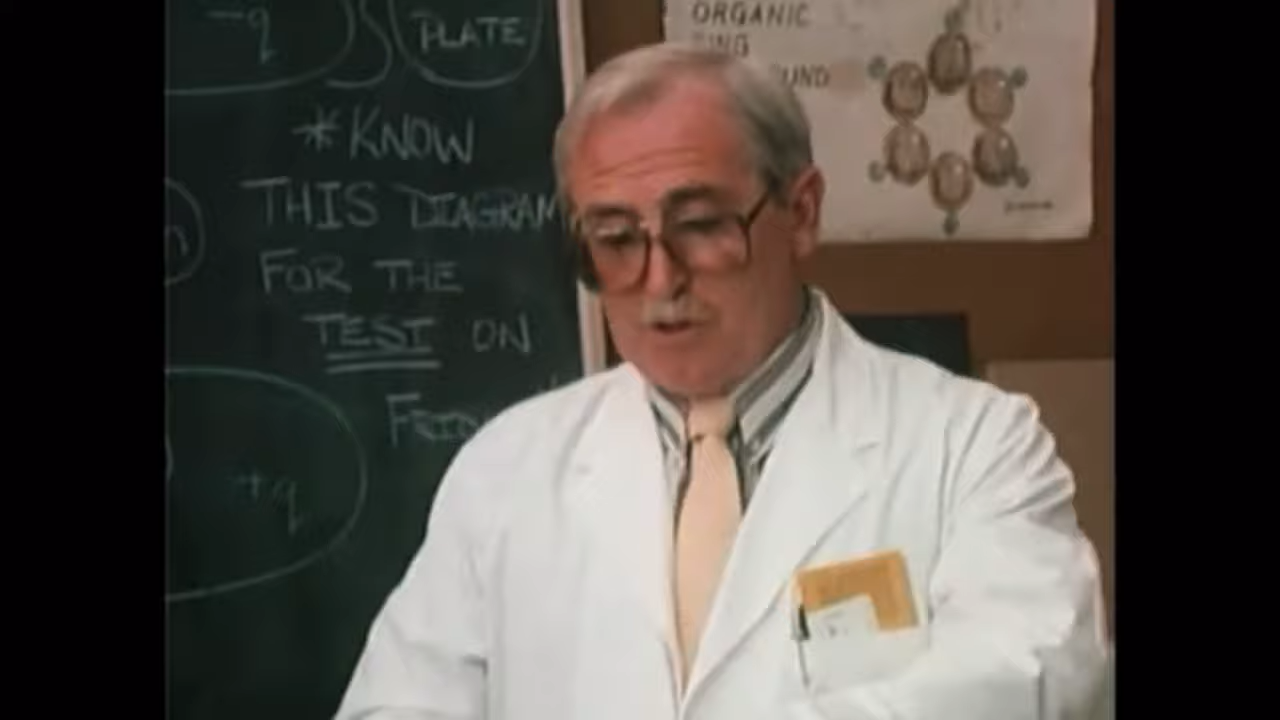 -q
PLATE
*KNOW
THIS DIAGRAM
FOR THE
TEST ON
+q
ORGANIC